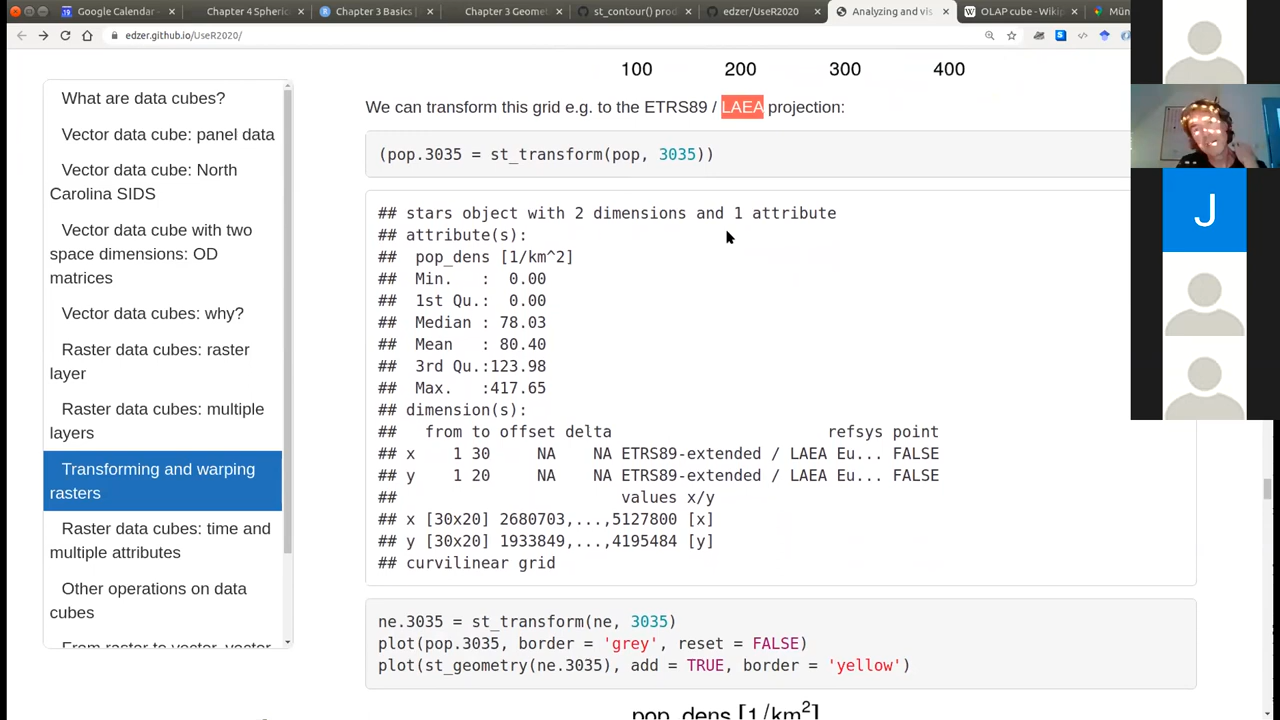 Google Calendar -
Chapter 4 Spheric
Chapter 3 Basics |
Chapter 3 Geomet
st_contour() prod
edzer/UseR2020
Analyzing and vis
OLAP cube - Wikip
Mün
edzer.github.io/UseR2020/
What are data cubes?
Vector data cube: panel data
Vector data cube: North
Carolina SIDS
Vector data cube with two
space dimensions: OD
matrices
Vector data cubes: why?
Raster data cubes: raster
layer
Raster data cubes: multiple
layers
Transforming and warping
rasters
Raster data cubes: time and
multiple attributes
Other operations on data
cubes
From raster to vector, vector
100 200 300 400
We can transform this grid e.g. to the ETRS89 / LAEA projection:
(pop.3035 = st_transform(pop, 3035))
## stars object with 2 dimensions and 1 attribute
## attribute(s):
## pop_dens [1/km^2]
## Min. : 0.00
## 1st Qu.: 0.00
## Median : 78.03
## Mean : 80.40
## 3rd Qu.:123.98
## Max. :417.65
## dimension(s):
## from to offset delta refsys point
## x 1 30 NA NA ETRS89-extended / LAEA Eu... FALSE
## y 1 20 NA NA ETRS89-extended / LAEA Eu... FALSE
## values x/y
## x [30x20] 2680703,...,5127800 [x]
## y [30x20] 1933849,...,4195484 [y]
## curvilinear grid
ne.3035 = st_transform(ne, 3035)
plot(pop.3035, border = 'grey', reset = FALSE)
plot(st_geometry(ne.3035), add = TRUE, border = 'yellow')
pop_dens [1/km²]
J